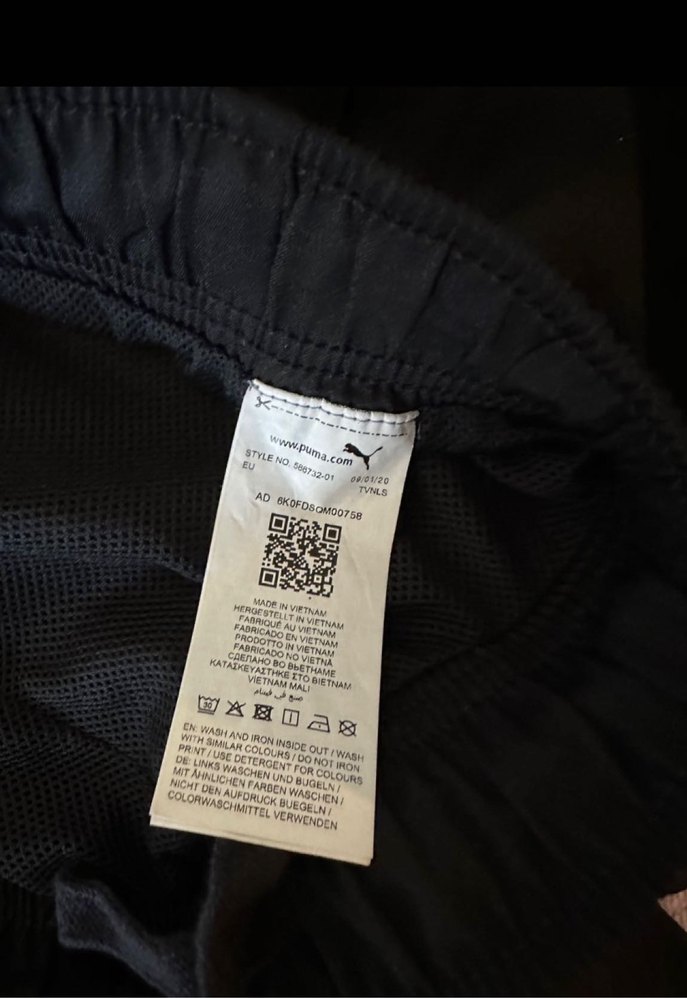 www.puma.com
STYLE NO. 586732-01
EU
09/01/20
TVNLS
AD 6K0FDSQM00758
MADE IN VIETNAM
HERGESTELLT IN VIETNAM
FABRIQUÉ AU VIETNAM
FABRICADO EN VIETNAM
PRODOTTO IN VIETNAM
FABRICADO NO VIETNÃ
СДЕЛАНО ВО ВЬЕТНАМЕ
ΚΑΤΑΣΚΕΥΑΣΤΗΚΕ ΣΤΟ ΒΙΕΤΝΑΜ
VIETNAM MALI
صنع في فيتنام
30
EN: WASH AND IRON INSIDE OUT / WASH
WITH SIMILAR COLOURS / DO NOT IRON
PRINT / USE DETERGENT FOR COLOURS
DE: LINKS WASCHEN UND BUGELN /
MIT ÄHNLICHEN FARBEN WASCHEN /
NICHT DEN AUFDRUCK BUEGELN /
COLORWASCHMITTEL VERWENDEN